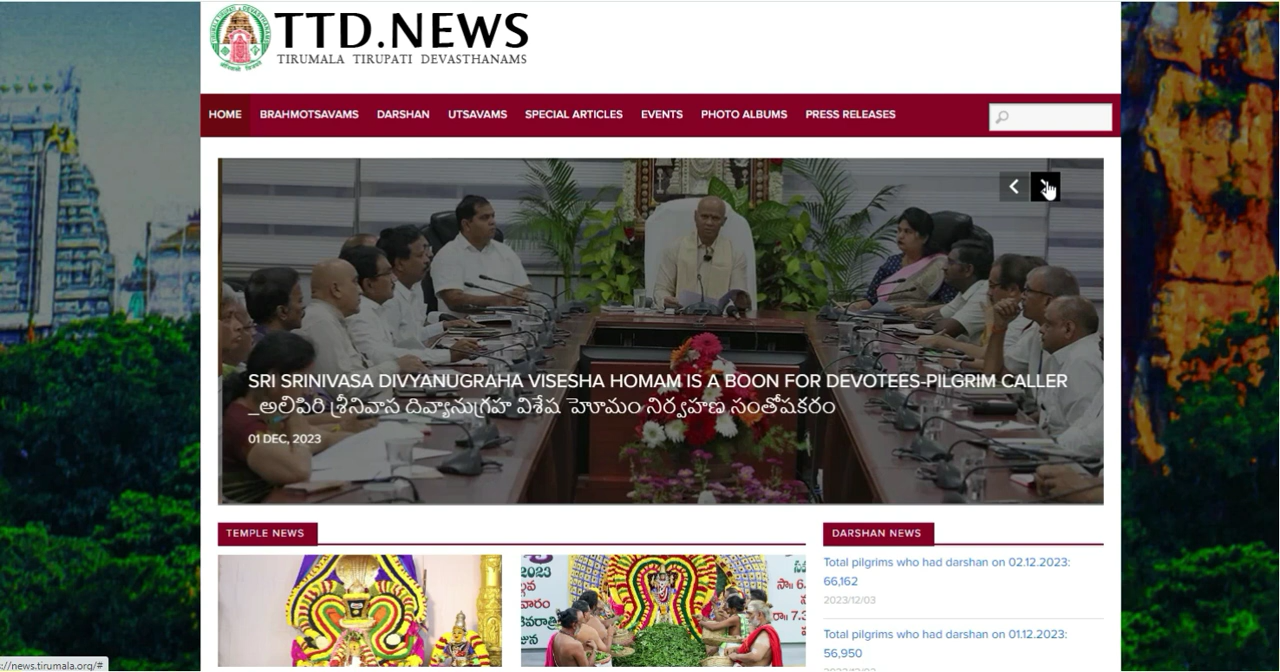 TTD.NEWS
TIRUMALA TIRUPATI DEVASTHANAMS
HOME BRAHMOTSAVAMS DARSHAN UTSAVAMS SPECIAL ARTICLES EVENTS PHOTO ALBUMS PRESS RELEASES
SRI SRINIVASA DIVYANUGRAHA VISESHA HOMAM IS A BOON FOR DEVOTEES-PILGRIM CALLER
_అలిపిరి శ్రీనివాస దివ్యానుగ్రహ విశేష హెూమం నిర్వహణ సంతోషకరం
01 DEC, 2023
TEMPLE NEWS
DARSHAN NEWS
Total pilgrims who had darshan on 02.12.2023:
66,162
2023/12/03
Total pilgrims who had darshan on 01.12.2023:
56,950
2023
s://news.tirumala.org/#